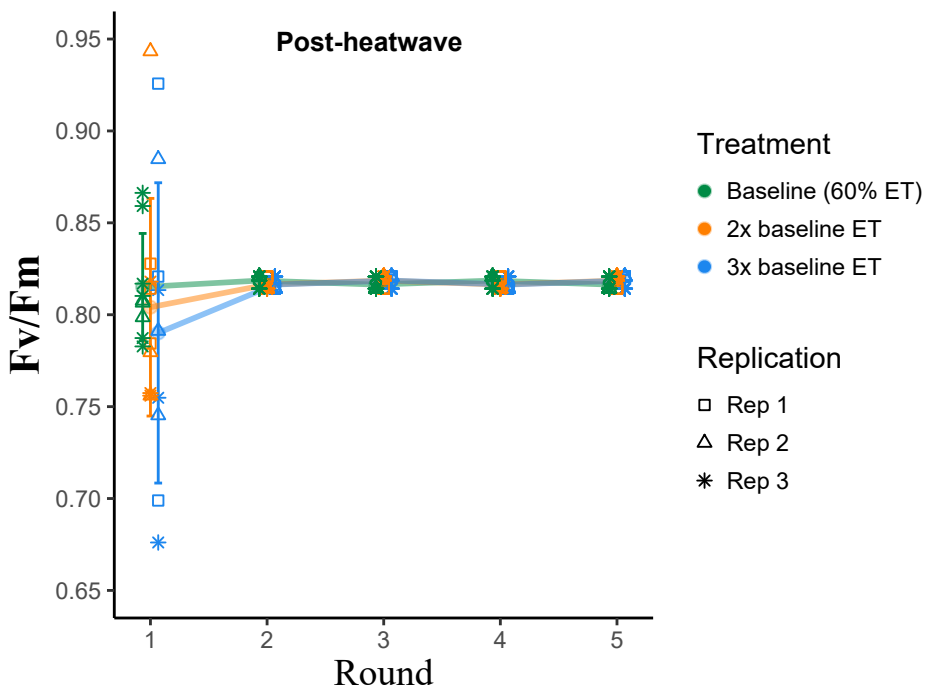 Post-heatwave
Fv/Fm
0.95
0.90
0.85
0.80
0.75
0.70
0.65
1 2 3 4 5
Round
Treatment
Baseline (60% ET)
2x baseline ET
3x baseline ET
Replication
Rep 1
Rep 2
Rep 3